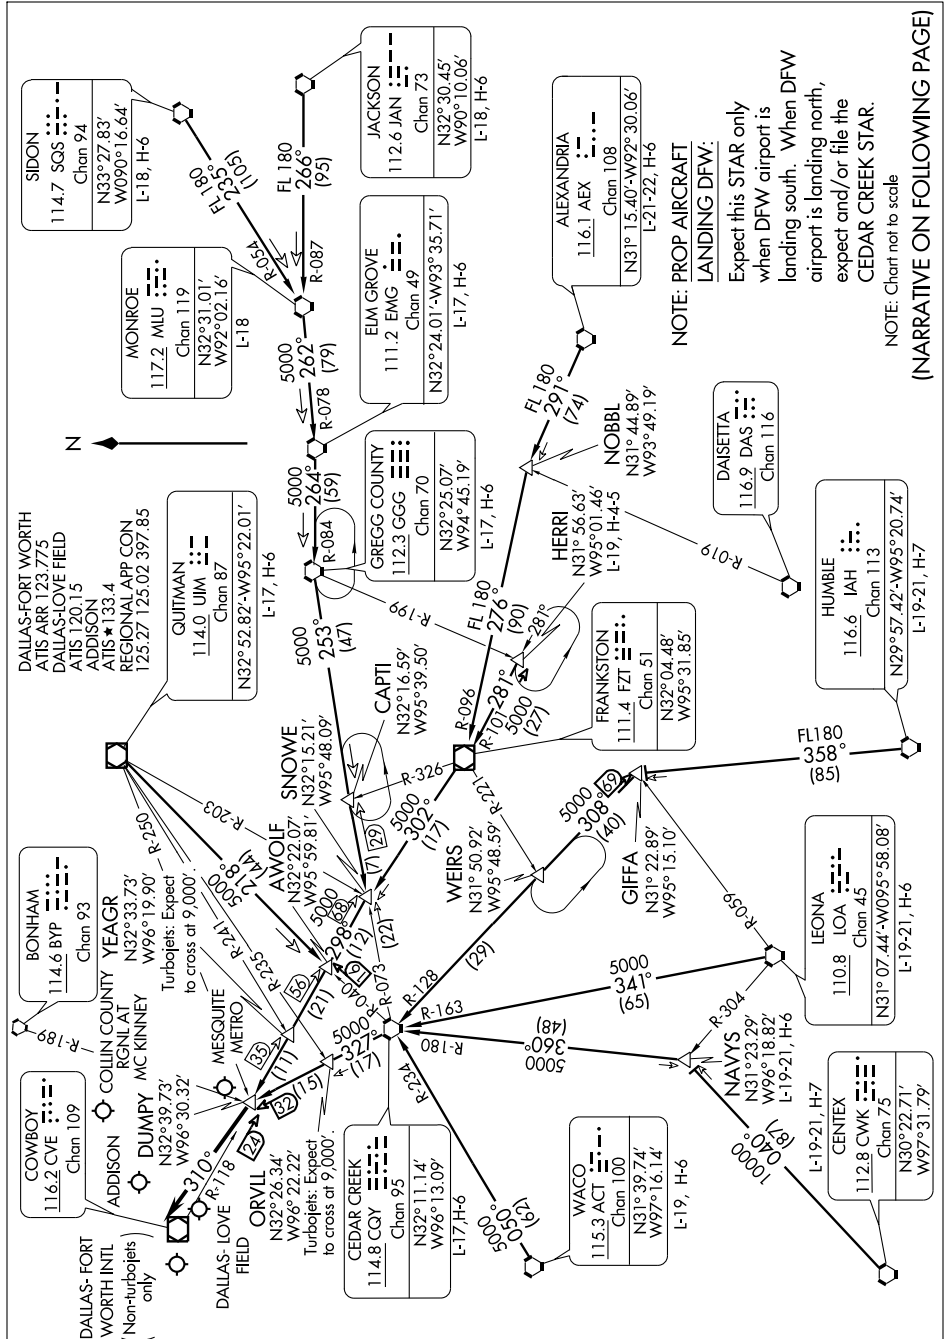 SIDON
114.7 SQS
Chan 94
N33°27.83′
W090°16.64′
L-18, H-6
JACKSON
112.6 JAN
Chan 73
N32°30.45′
W90°10.06′
L-18, H-6
FL 180
235°
(105)
FL 180
266°
(95)
R-054
R-087
MONROE
117.2 MLU
Chan 119
N32°31.01′
W92°02.16′
L-18
ELM GROVE
111.2 EMG
Chan 49
N32°24.01′-W93°35.71′
L-17, H-6
5000
262°
(79)
R-078
ALEXANDRIA
116.1 AEX
Chan 108
N31°15.40′-W92°30.06′
L-21-22, H-6
NOTE: PROP AIRCRAFT
LANDING DFW:
Expect this STAR only
when DFW airport is
landing south. When DFW
airport is landing north,
expect and/or file the
CEDAR CREEK STAR.
NOTE: Chart not to scale
(NARRATIVE ON FOLLOWING PAGE)
N
DALLAS-FORT WORTH
ATIS ARR 123.775
DALLAS-LOVE FIELD
ATIS 120.15
ADDISON
ATIS ★ 133.4
REGIONAL APP CON
125.27 125.02 397.85
QUITMAN
114.0 UIM
Chan 87
N32°52.82′-W95°22.01′
L-17, H-6
5000
264°
(59)
R-084
GREGG COUNTY
112.3 GGG
Chan 70
N32°25.07′
W94°45.19′
L-17, H-6
FL 180
291°
(74)
NOBBL
N31°44.89′
W93°49.19′
DAISETTA
116.9 DAS
Chan 116
R-019
HERRI
N31°56.63′
W95°01.46′
L-19, H-4-5
R-199
FL 180
276°
(90)
281°
5000
253°
(47)
CAPTI
N32°16.59′
W95°39.50′
SNOWE
N32°15.21′
W95°48.09′
R-096
R-101
281°
5000
(27)
FRANKSTON
111.4 FZT
Chan 51
N32°04.48′
W95°31.85′
HUMBLE
116.6 IAH
Chan 113
N29°57.42′-W95°20.74′
L-19-21, H-7
FL180
358°
(85)
R-326
R-221
5000
302°
(17)
29
(7)
69
5000
308°
(40)
GIFFA
N31°22.89′
W95°15.10′
WEIRS
N31°50.92′
W95°48.59′
R-203
R-250
R-241
R-235
5000
218°
(44)
AWOLF
N32°22.07′
W95°59.81′
5000
68
298°
(12)
(22)
R-073
R-040
56
(21)
BONHAM
114.6 BYP
Chan 93
R-189
YEAGR
N32°33.73′
W96°19.90′
Turbojets: Expect
to cross at 9,000′.
COLLIN COUNTY
RGNL AT
MC KINNEY
MESQUITE
METRO
35
(11)
R-128
(29)
R-163
R-180
R-234
5000
341°
(65)
R-059
LEONA
110.8 LOA
Chan 45
N31°07.44′-W095°58.08′
L-19-21, H-6
R-304
5000
360°
(48)
NAVYS
N31°23.29′
W96°18.82′
L-19-21, H-6
5000
327°
(17)
(15)
32
24
COWBOY
116.2 CVE
Chan 109
ADDISON
DUMPY
N32°39.73′
W96°30.32′
310°
R-118
DALLAS-FORT
WORTH INTL
Non-turbojets
only
DALLAS-LOVE
FIELD
ORVLL
N32°26.34′
W96°22.22′
Turbojets: Expect
to cross at 9,000′.
CEDAR CREEK
114.8 CQY
Chan 95
N32°11.14′
W96°13.09′
L-17,H-6
5000
050°
(62)
WACO
115.3 ACT
Chan 100
N31°39.74′
W97°16.14′
L-19, H-6
10000
040°
(87)
L-19-21, H-7
CENTEX
112.8 CWK
Chan 75
N30°22.71′
W97°31.79′